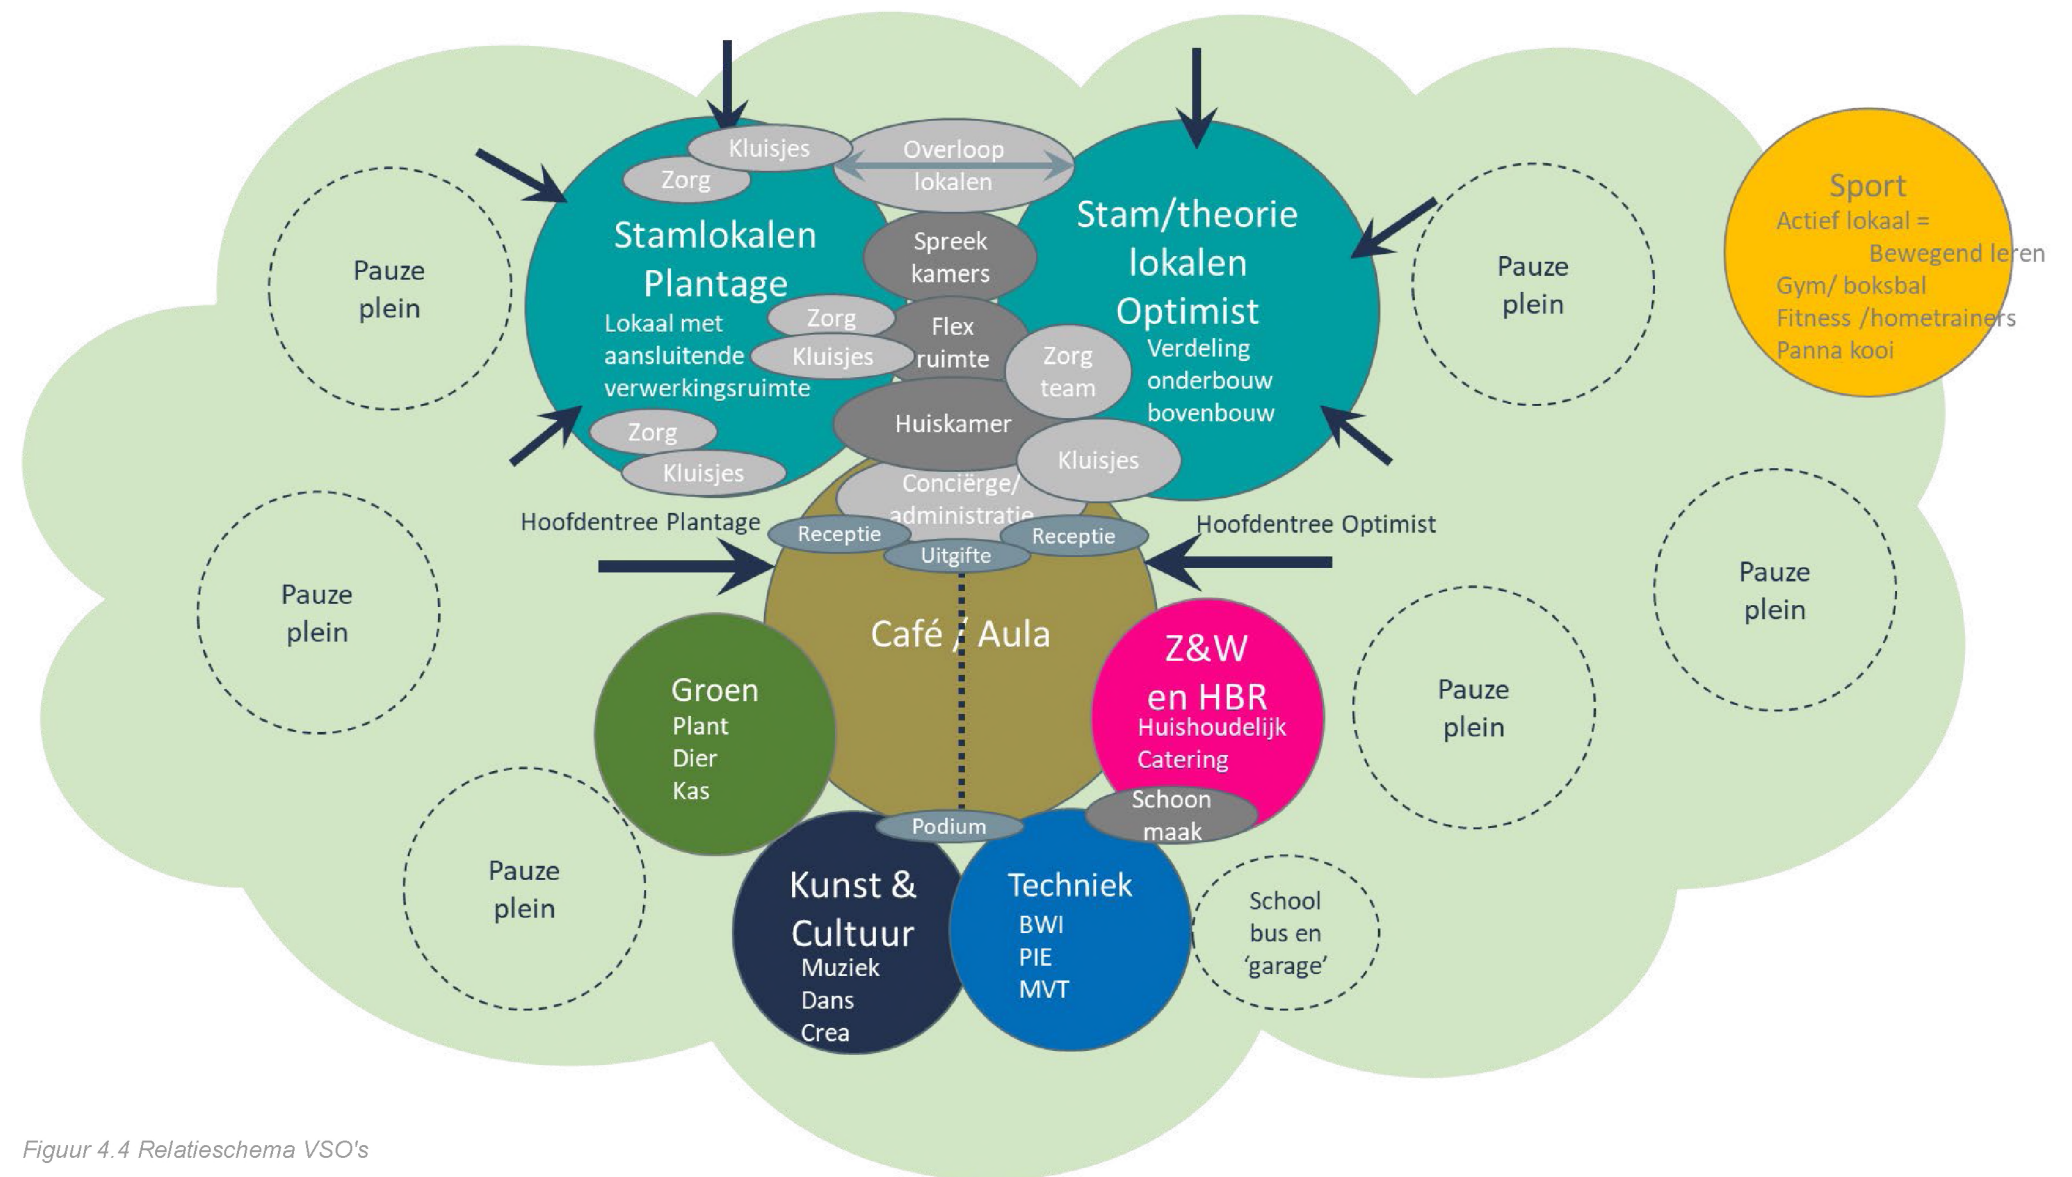 Kluisjes
Zorg
Overloop
lokalen
Stamlokalen
Plantage
Lokaal met
aansluitende
verwerkingsruimte
Zorg
Kluisjes
Zorg
Kluisjes
Spreek
kamers
Flex
ruimte
Huiskamer
Stam/theorie
lokalen
Optimist
Verdeling
onderbouw
bovenbouw
Zorg
team
Kluisjes
Sport
Actief lokaal =
Bewegend leren
Gym/ boksbal
Fitness /hometrainers
Panna kooi
Pauze
plein
Pauze
plein
Conciërge/
administratie
Hoofdentree Plantage
Receptie
Uitgifte
Receptie
Hoofdentree Optimist
Pauze
plein
Pauze
plein
Café / Aula
Groen
Plant
Dier
Kas
Z&W
en HBR
Huishoudelijk
Catering
Schoon
maak
Pauze
plein
Pauze
plein
Podium
Kunst &
Cultuur
Muziek
Dans
Crea
Techniek
BWI
PIE
MVT
School
bus en
‘garage’
Figuur 4.4 Relatieschema VSO's